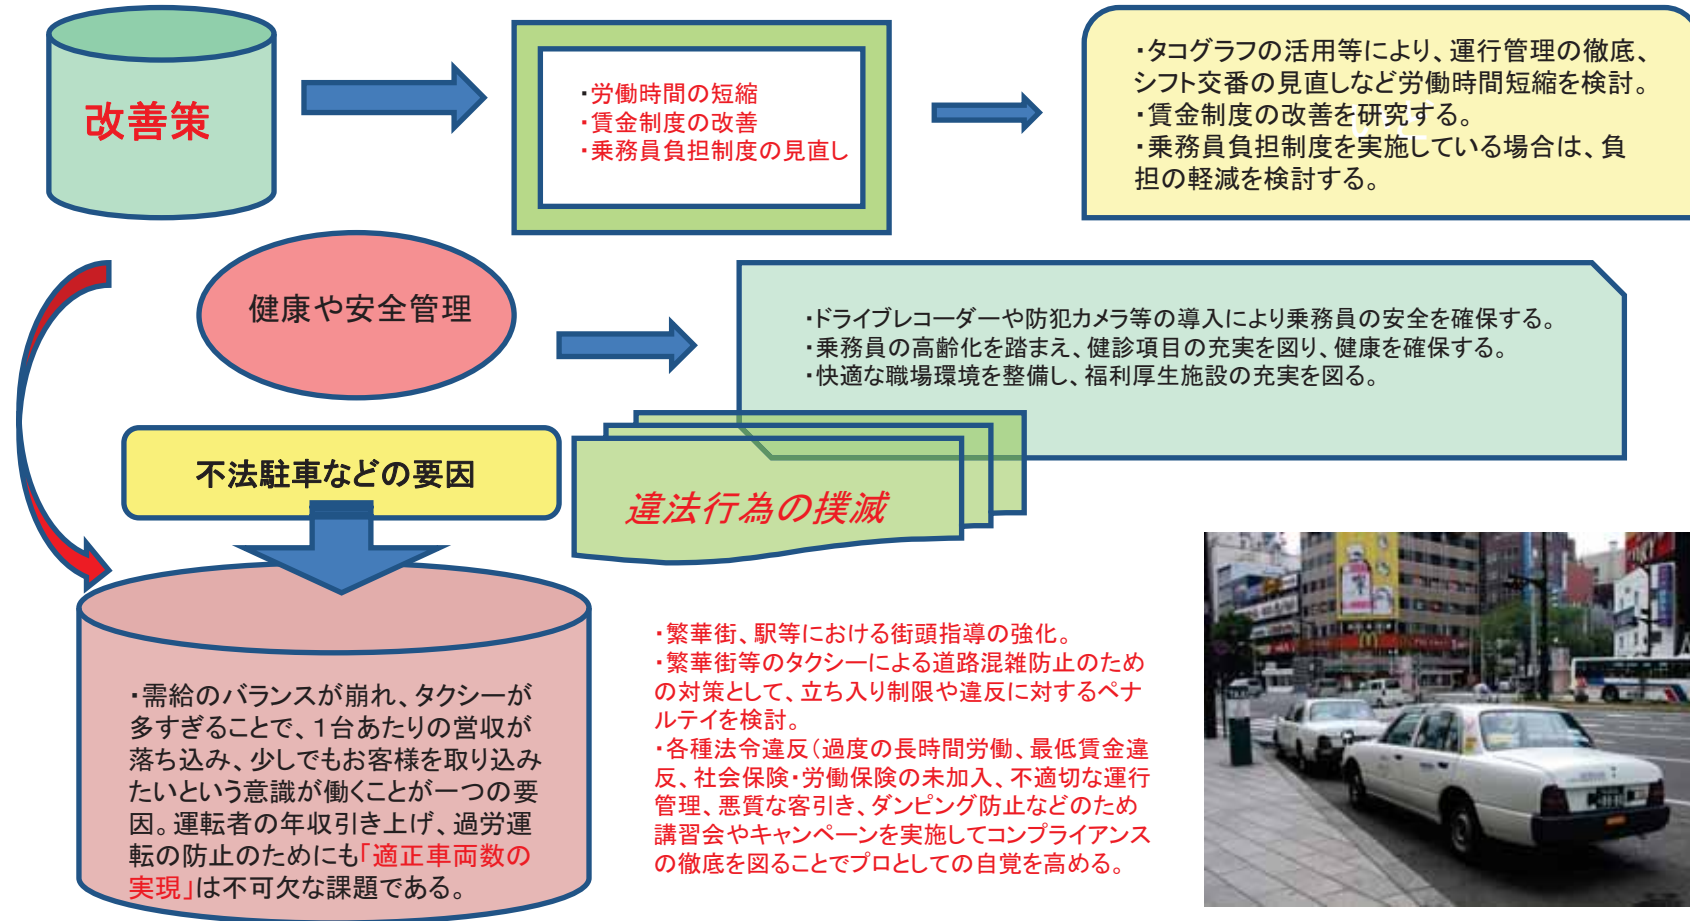 改善策
・労働時間の短縮
・賃金制度の改善
・乗務員負担制度の見直し
・タコグラフの活用等により、運行管理の徹底、
シフト交番の見直しなど労働時間短縮を検討。
・賃金制度の改善を研究する。
・乗務員負担制度を実施している場合は、負
担の軽減を検討する。
健康や安全管理
・ドライブレコーダーや防犯カメラ等の導入により乗務員の安全を確保する。
・乗務員の高齢化を踏まえ、健診項目の充実を図り、健康を確保する。
・快適な職場環境を整備し、福利厚生施設の充実を図る。
不法駐車などの要因
違法行為の撲滅
・需給のバランスが崩れ、タクシーが
多すぎることで、１台あたりの営収が
落ち込み、少しでもお客様を取り込み
たいという意識が働くことが一つの要
因。運転者の年収引き上げ、過労運
転の防止のためにも「適正車両数の
実現」は不可欠な課題である。
・繁華街、駅等における街頭指導の強化。
・繁華街等のタクシーによる道路混雑防止のため
の対策として、立ち入り制限や違反に対するペナ
ルテイを検討。
・各種法令違反（過度の長時間労働、最低賃金違
反、社会保険・労働保険の未加入、不適切な運行
管理、悪質な客引き、ダンピング防止などのため
講習会やキャンペーンを実施してコンプライアンス
の徹底を図ることでプロとしての自覚を高める。